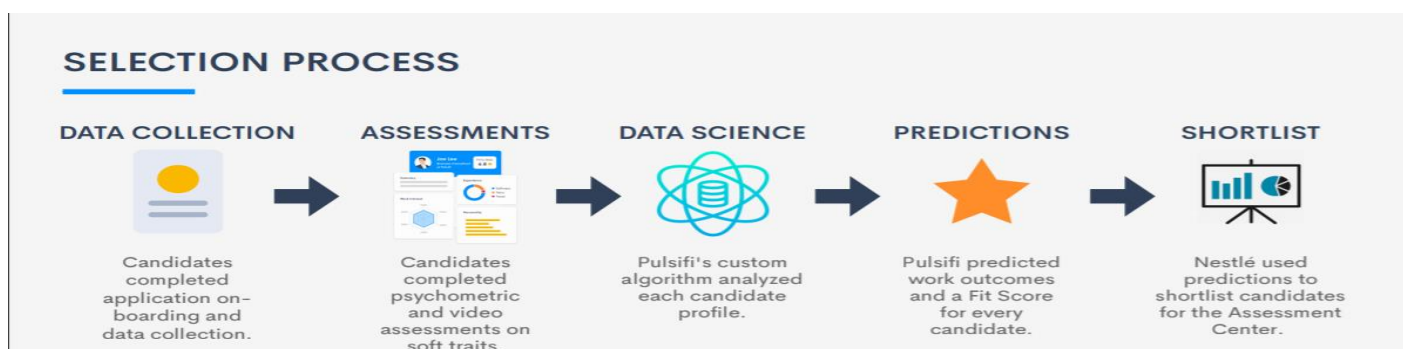 SELECTION PROCESS
DATA COLLECTION
Candidates
completed
application on-
boarding and
data collection.
ASSESSMENTS
Candidates
completed
psychometric
and video
assessments on
soft traits
DATA SCIENCE
Pulsifi's custom
algorithm analyzed
each candidate
profile.
PREDICTIONS
Pulsifi predicted
work outcomes
and a Fit Score
for every
candidate.
SHORTLIST
Nestlé used
predictions to
shortlist candidates
for the Assessment
Center.